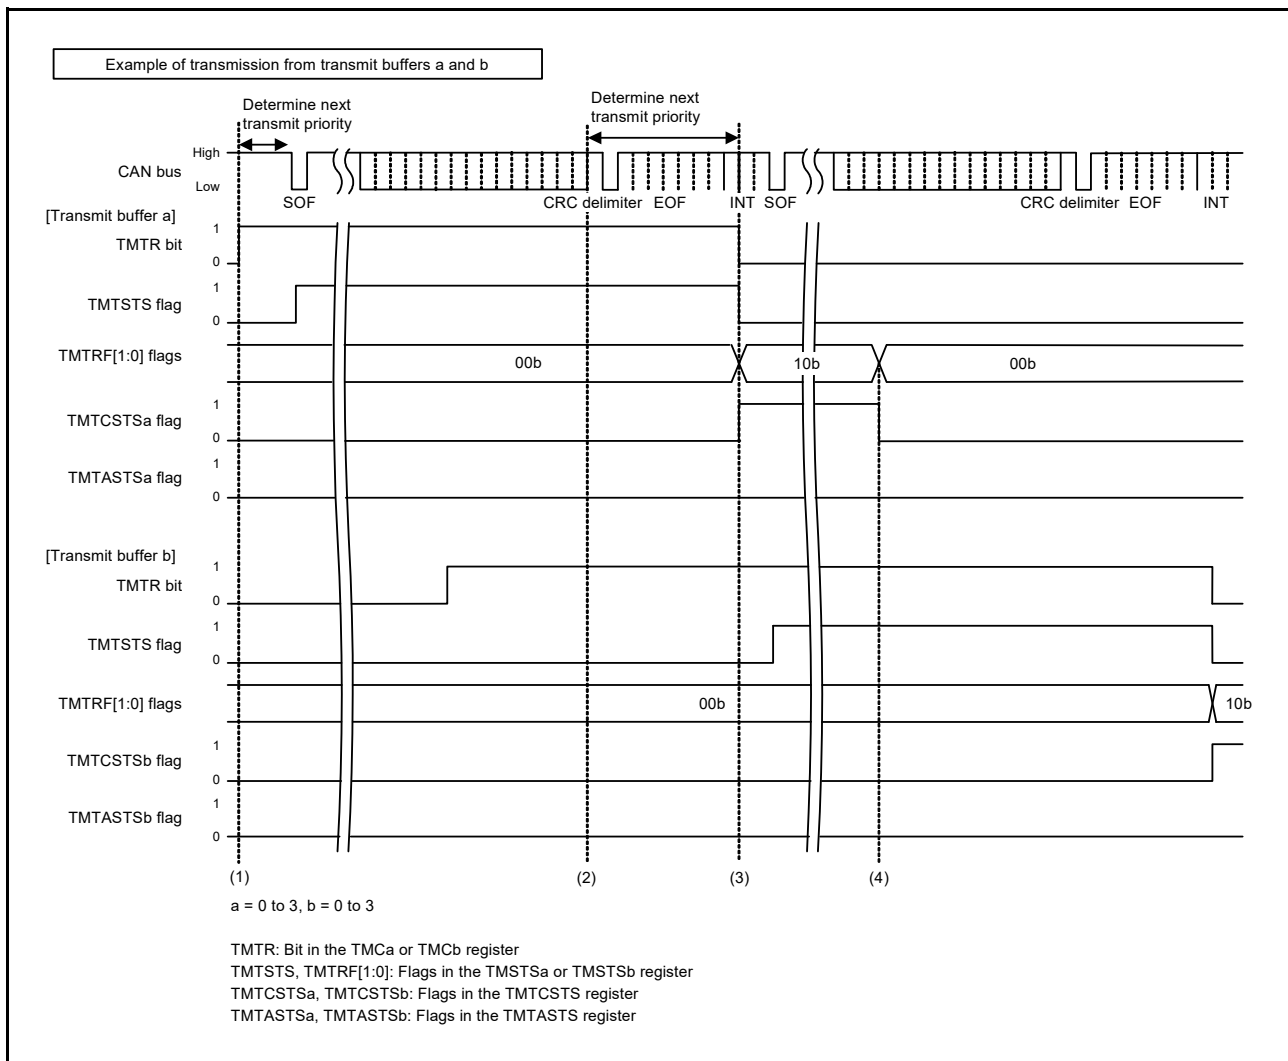 Example of transmission from transmit buffers a and b
Determine next
transmit priority
Determine next
transmit priority
High
CAN bus
Low
SOF
CRC delimiter
EOF
INT
SOF
CRC delimiter
EOF
INT
[Transmit buffer a]
1
TMTR bit
0
1
TMTSTS flag
0
TMTRF[1:0] flags
00b
10b
00b
1
TMTCSTSa flag
0
1
TMTASTSa flag
0
[Transmit buffer b]
1
TMTR bit
0
1
TMTSTS flag
0
TMTRF[1:0] flags
00b
10b
1
TMTCSTSb flag
0
1
TMTASTSb flag
0
(1)
(2)
(3)
(4)
a = 0 to 3, b = 0 to 3
TMTR: Bit in the TMCa or TMCb register
TMTSTS, TMTRF[1:0]: Flags in the TMSTSa or TMSTSb register
TMTCSTSa, TMTCSTSb: Flags in the TMTCSTS register
TMTASTSa, TMTASTSb: Flags in the TMTASTS register